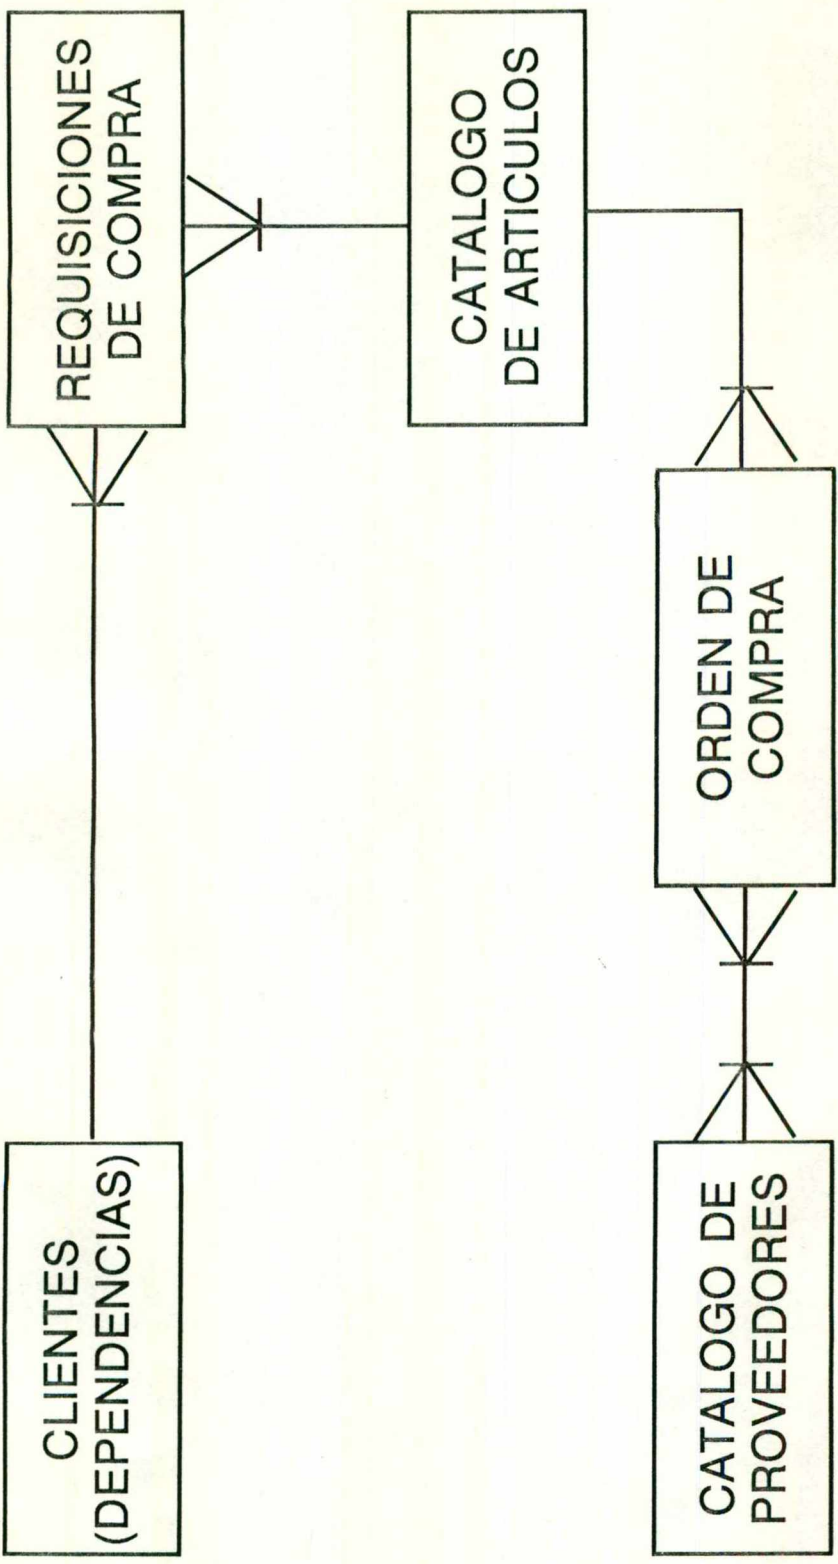 CLIENTES
(DEPENDENCIAS)
REQUISICIONES
DE COMPRA
CATALOGO
DE ARTICULOS
CATALOGO DE
PROVEEDORES
ORDEN DE
COMPRA